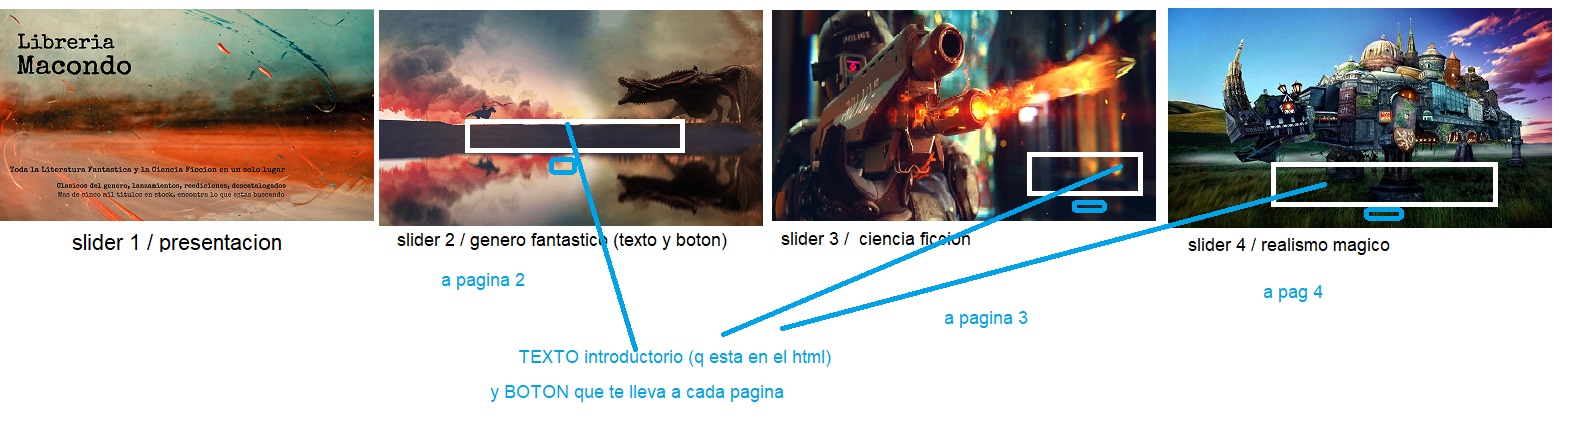 Libreria
Macondo
Toda la Literatura Fantastica y la Ciencia Ficcion en un solo lugar
Clasicos del genero, lanzamientos, reediciones, descatalogados
Mas de cinco mil titulos en stock, encontra lo que estas buscando
POLICE
slider 1 / presentacion
slider 2 / genero fantastico (texto y boton)
slider 3 / ciencia ficcion
slider 4 / realismo magico
a pagina 2
a pagina 3
a pag 4
TEXTO introductorio (q esta en el html)
y BOTON que te lleva a cada pagina